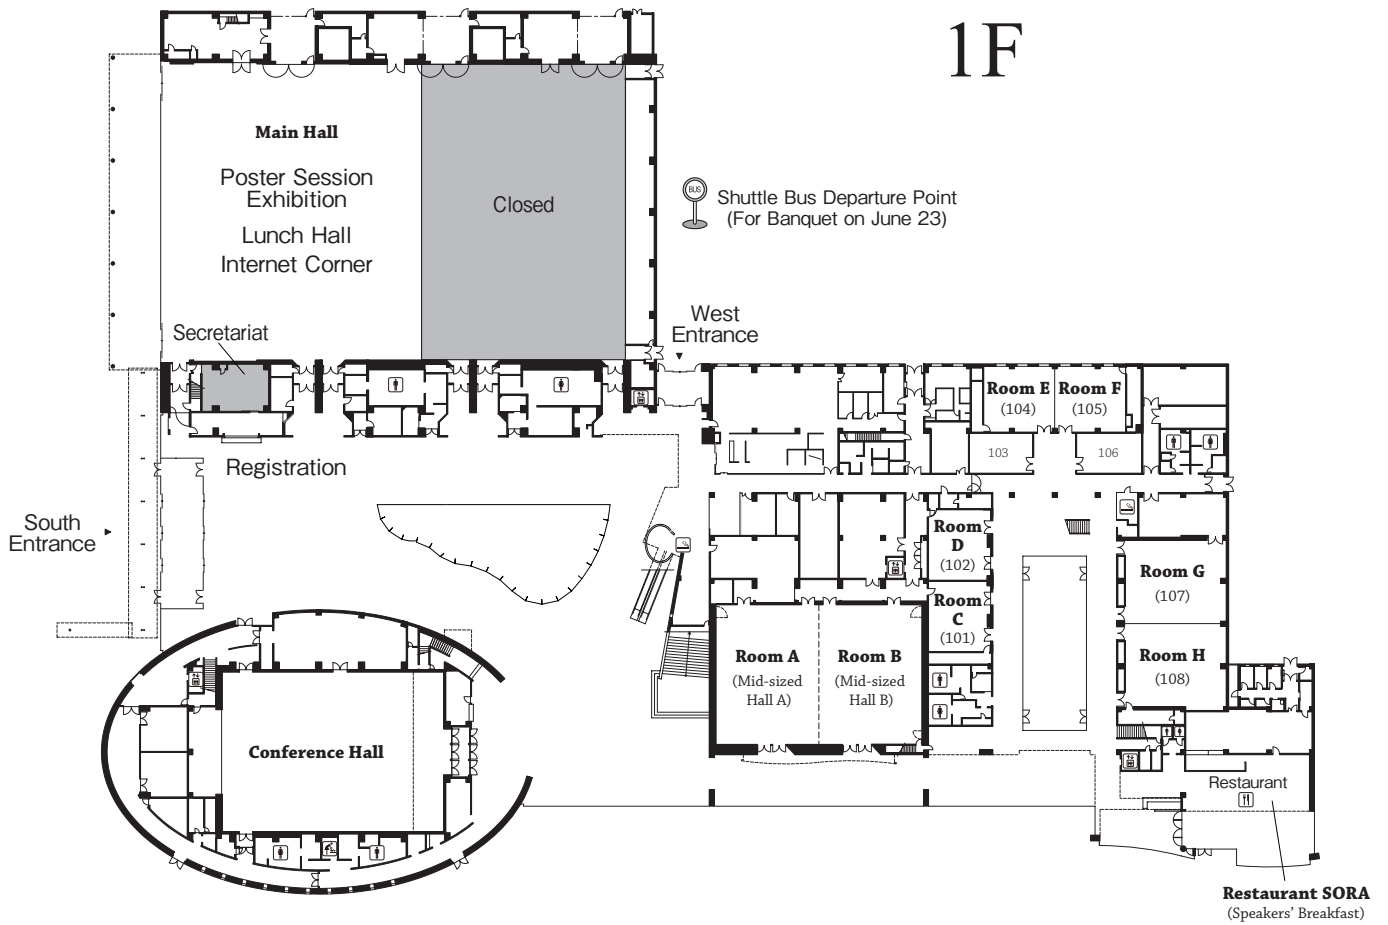 1F
Main Hall
Poster Session
Exhibition
Lunch Hall
Internet Corner
Closed
BUS
Shuttle Bus Departure Point
(For Banquet on June 23)
Secretariat
West
Entrance
Registration
South
Entrance
Room E
(104)
Room F
(105)
103
106
Room
D
(102)
Room
C
(101)
Room G
(107)
Room H
(108)
Room A
(Mid-sized
Hall A)
Room B
(Mid-sized
Hall B)
Conference Hall
Restaurant
Restaurant SORA
(Speakers' Breakfast)